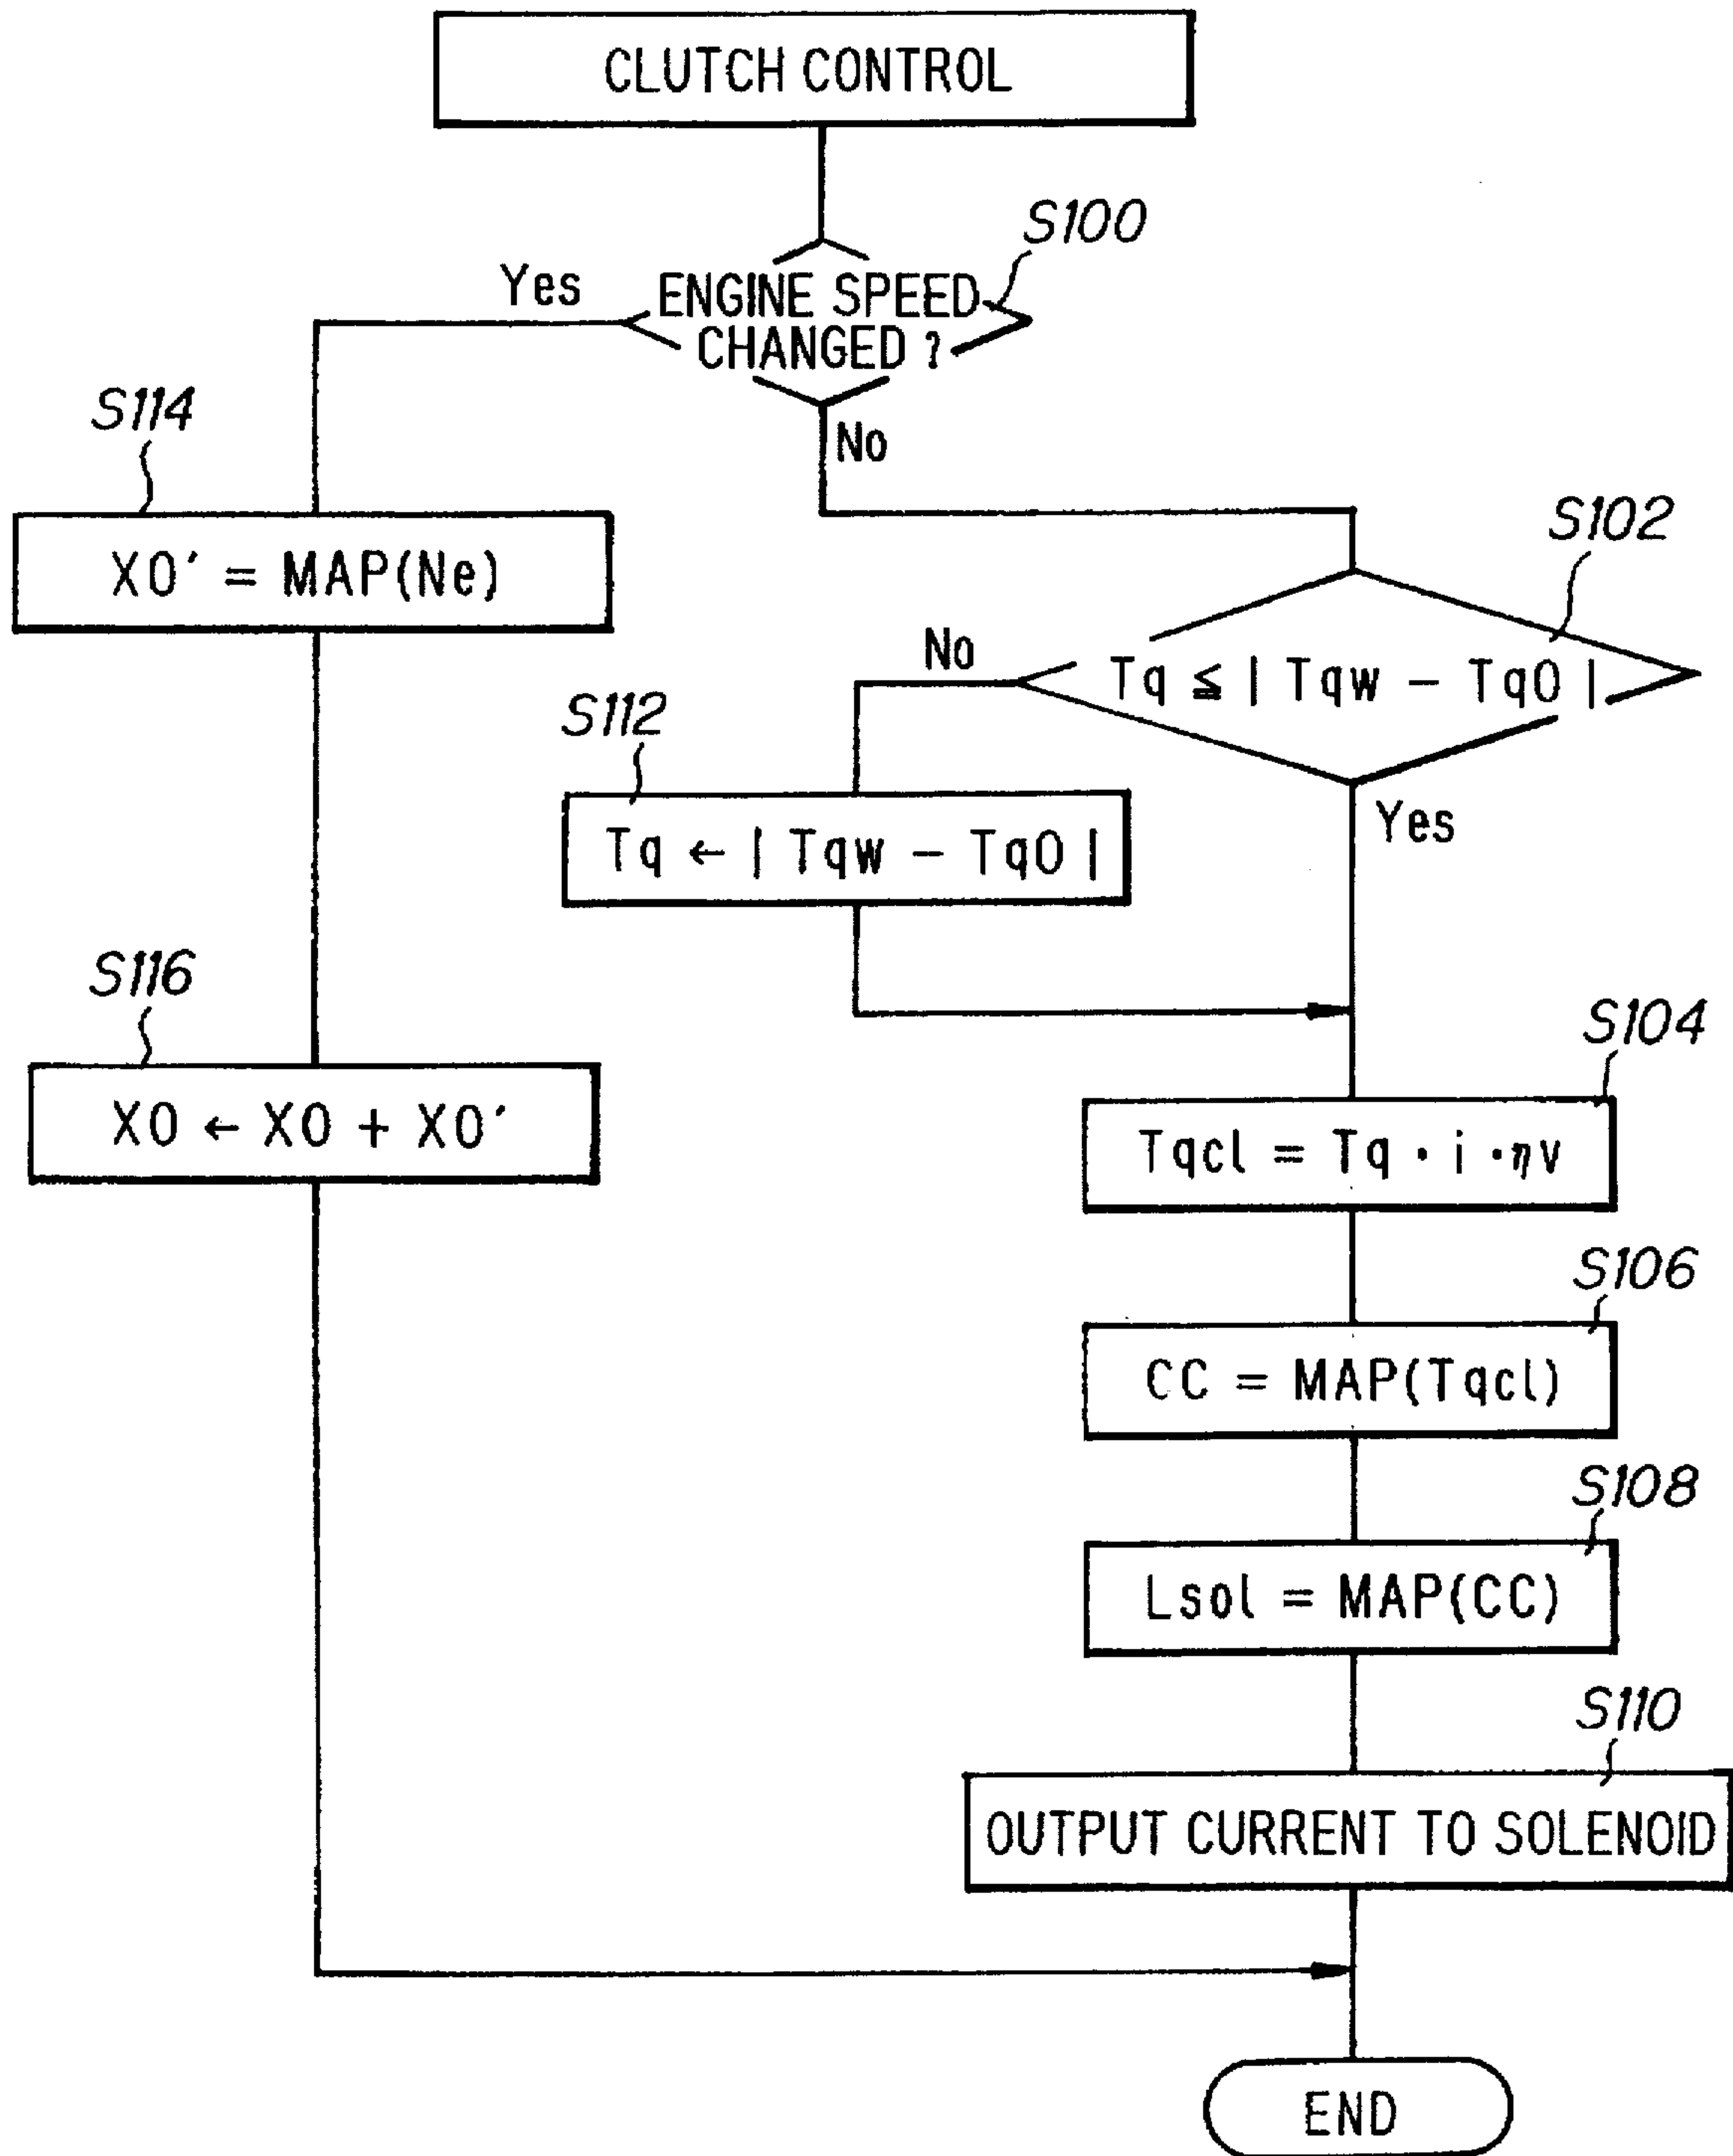 CLUTCH CONTROL
S100
Yes
ENGINE SPEED
CHANGED ?
No
S114
X0' = MAP(Ne)
S102
No
Tq ≦ | Tqw − Tq0 |
S112
Tq ← | Tqw − Tq0 |
Yes
S116
X0 ← X0 + X0'
S104
Tqcl = Tq · i · ηv
S106
CC = MAP(Tqcl)
S108
Lsol = MAP(CC)
S110
OUTPUT CURRENT TO SOLENOID
END